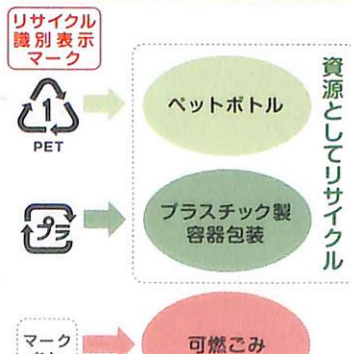 リサイクル
識別表示
マーク
1
PET
ペットボトル
プラ
プラスチック製
容器包装
資源としてリサイクル
マーク
可燃ごみ